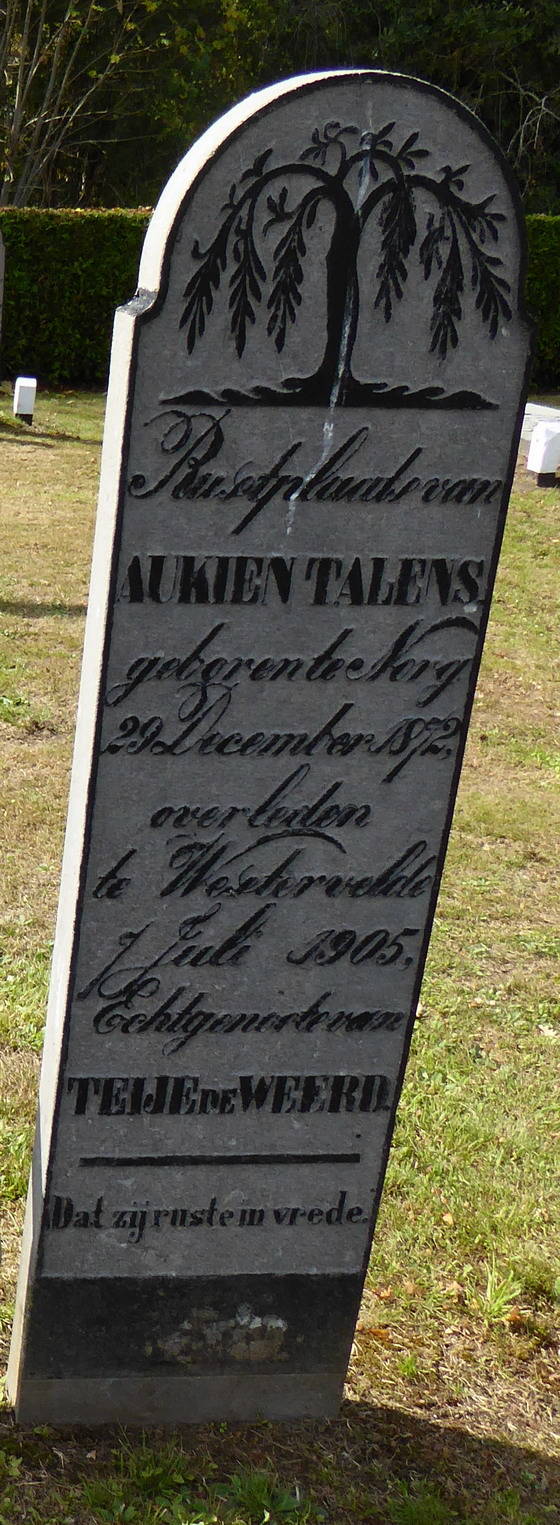 Rustplaats van
AUKIEN TALENS.
geboren te Norg
29 December 1872,
overleden
te Westervelde
7 Juli 1905,
Echtgenoote van
TEIJE DE WEERD.
Dat zij ruste in vrede.